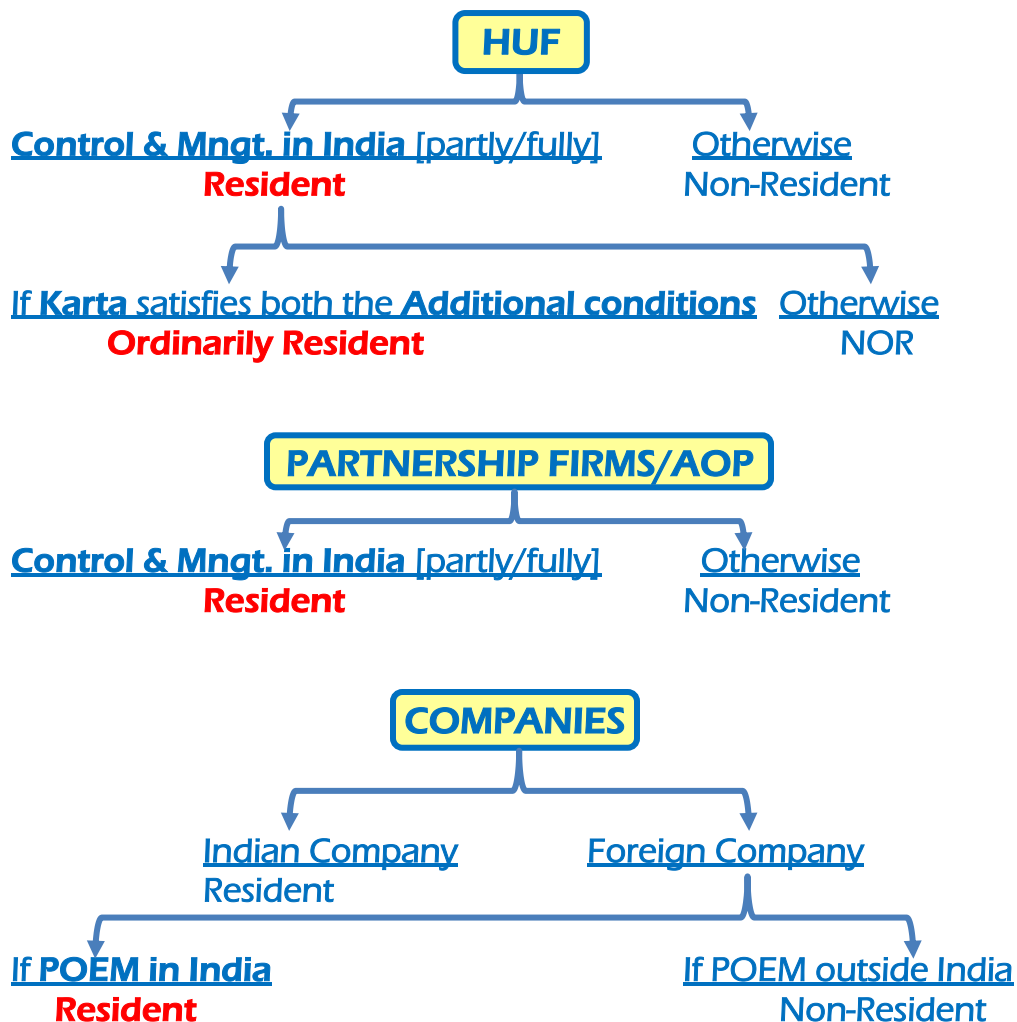 HUF
Control & Mngt. in India [partly/fully] Otherwise
Resident Non-Resident
If Karta satisfies both the Additional conditions Otherwise
Ordinarily Resident NOR
PARTNERSHIP FIRMS/AOP
Control & Mngt. in India [partly/fully] Otherwise
Resident Non-Resident
COMPANIES
Indian Company Foreign Company
Resident
If POEM in India If POEM outside India
Resident Non-Resident